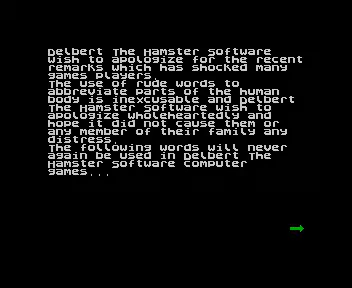 Delbert The Hamster Software
wish to apologize for the recent
remarks which has shocked many
games players.
The use of rude words to
abbreviate parts of the human
body is inexcusable and Delbert
The Hamster Software wish to
apologize wholeheartedly and
hope it did not cause them or
any member of their family any
distress.
The following words will never
again be used in Delbert The
Hamster Software computer
games...